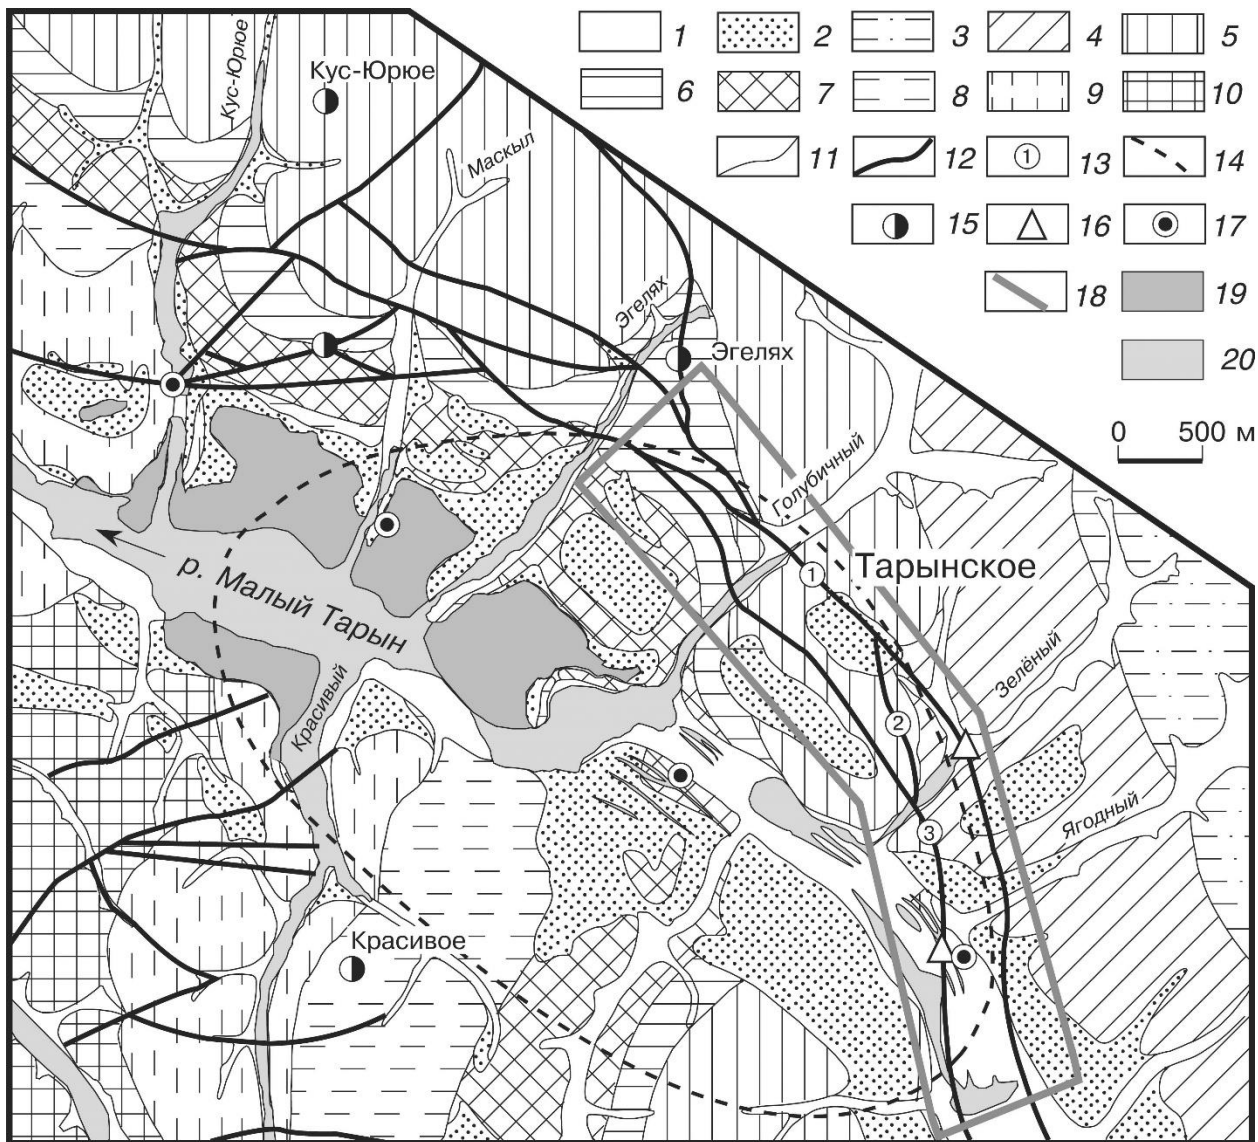 1 2 3 4 5
6 7 8 9 10
11 12 1 13 14
15 16 17
18 19
20
0 500 м
Кус-Юрюе
Кус-Юрюе
Маскыл
Эгелях
Эгелях
Голубичный
Тарынское
1
р. Малый Тарын
Зелёный
Красивый
2
Ягодный
3
Красивое